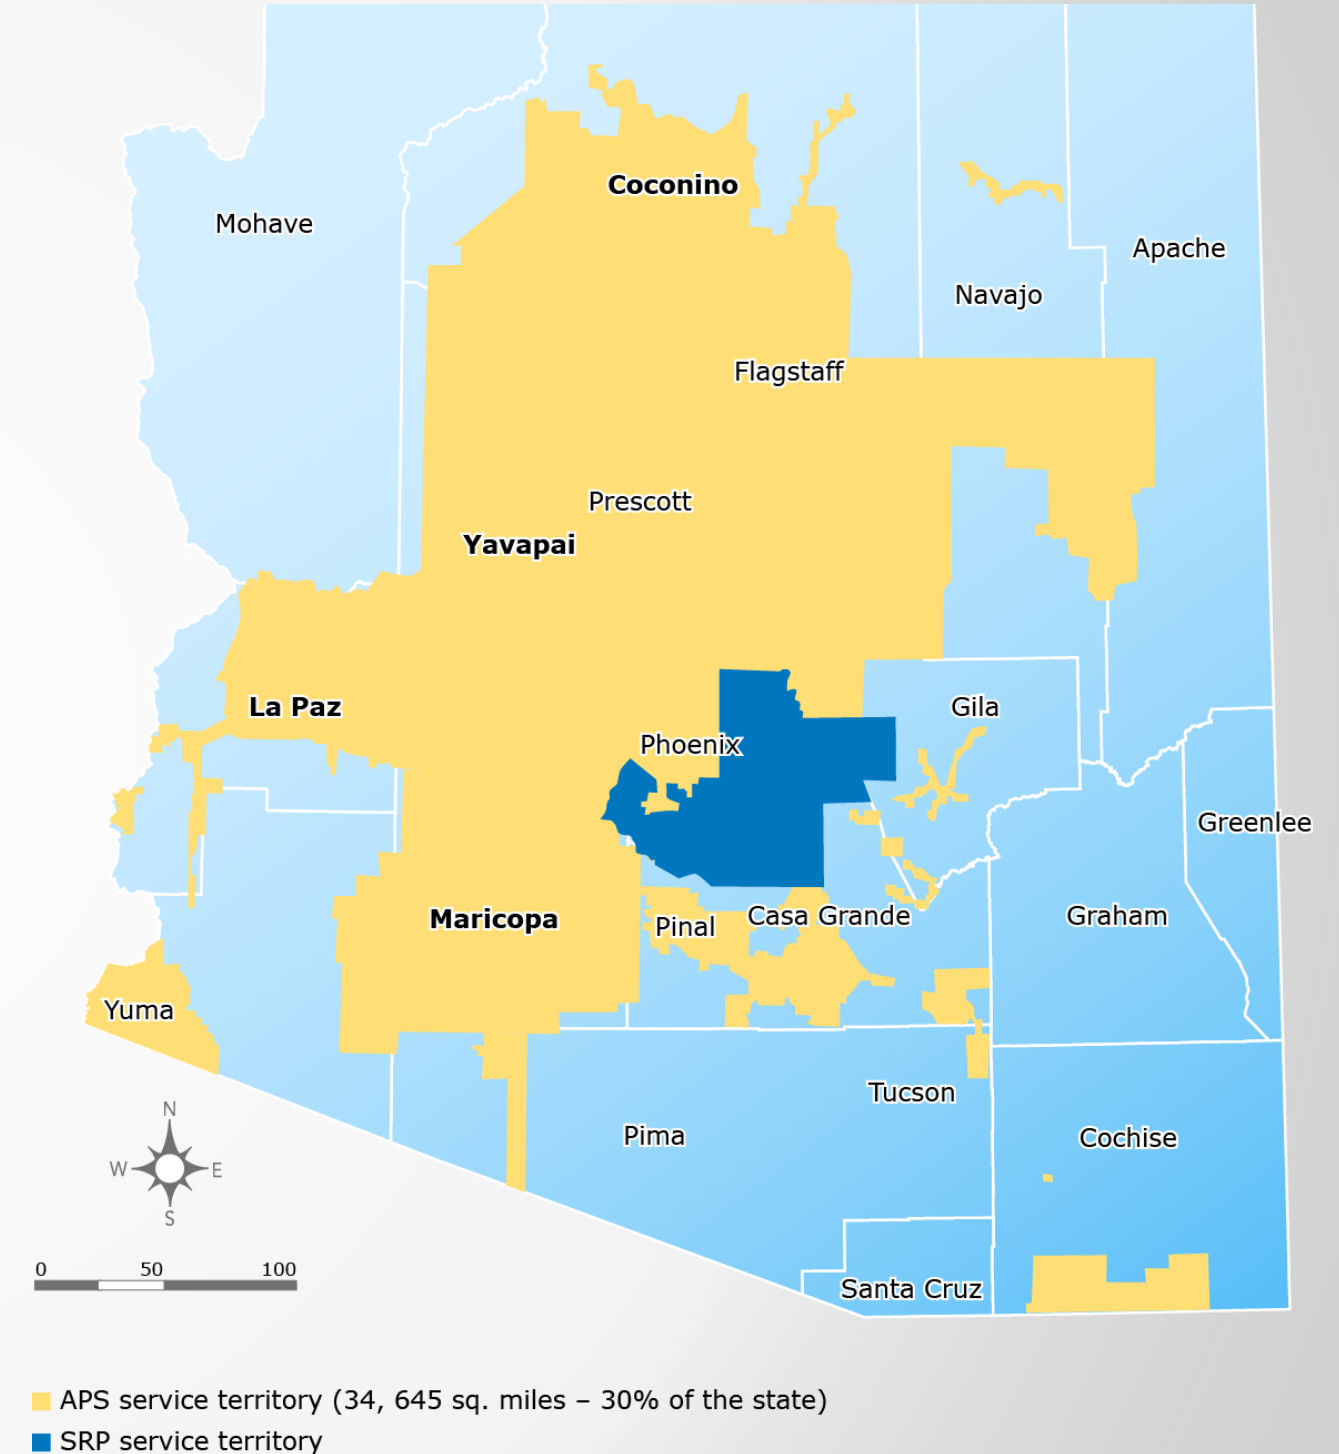 Coconino
Mohave
Apache
Navajo
Flagstaff
Prescott
Yavapai
La Paz
Gila
Phoenix
Greenlee
Maricopa
Pinal
Casa Grande
Graham
Yuma
Tucson
N
Pima
Cochise
W
E
S
0 50 100
Santa Cruz
APS service territory (34, 645 sq. miles – 30% of the state)
SRP service territory